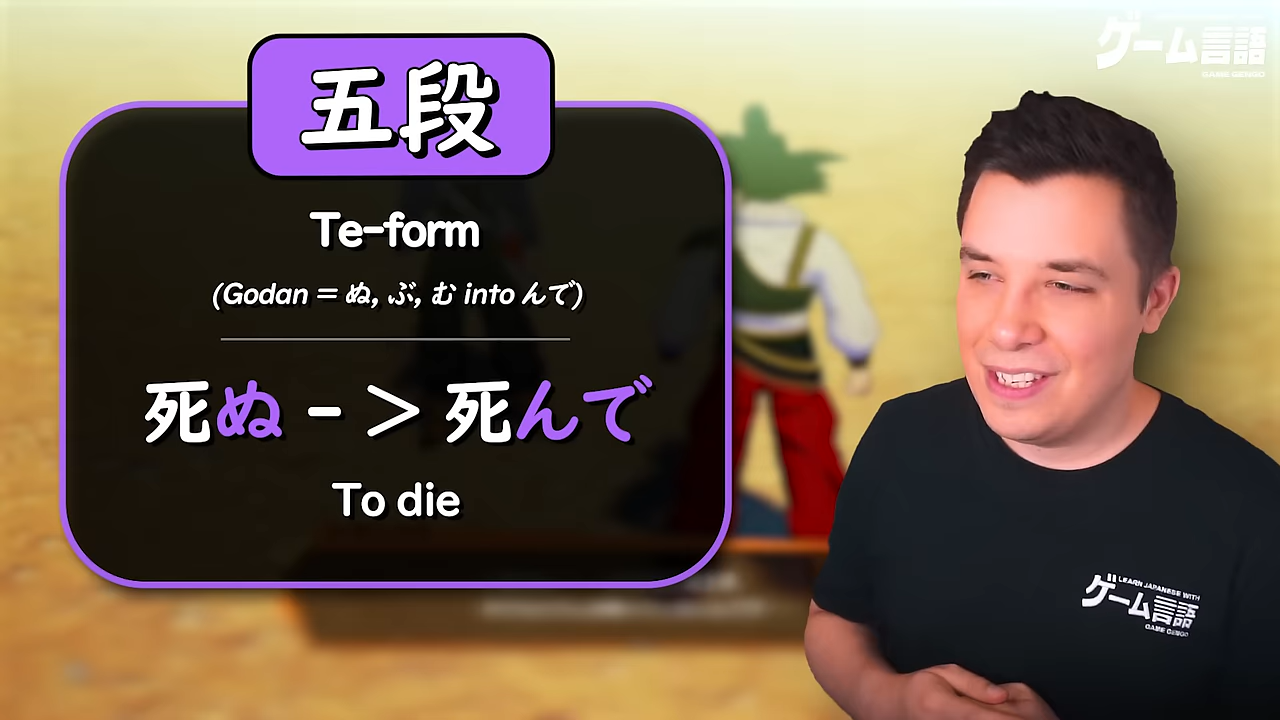 五段
Te-form
(Godan = ぬ, ぶ, む into んで)
死ぬ - > 死んで
To die
ゲーム言語
GAME GENGO
LEARN JAPANESE WITH
ゲーム言語
GAME GENGO